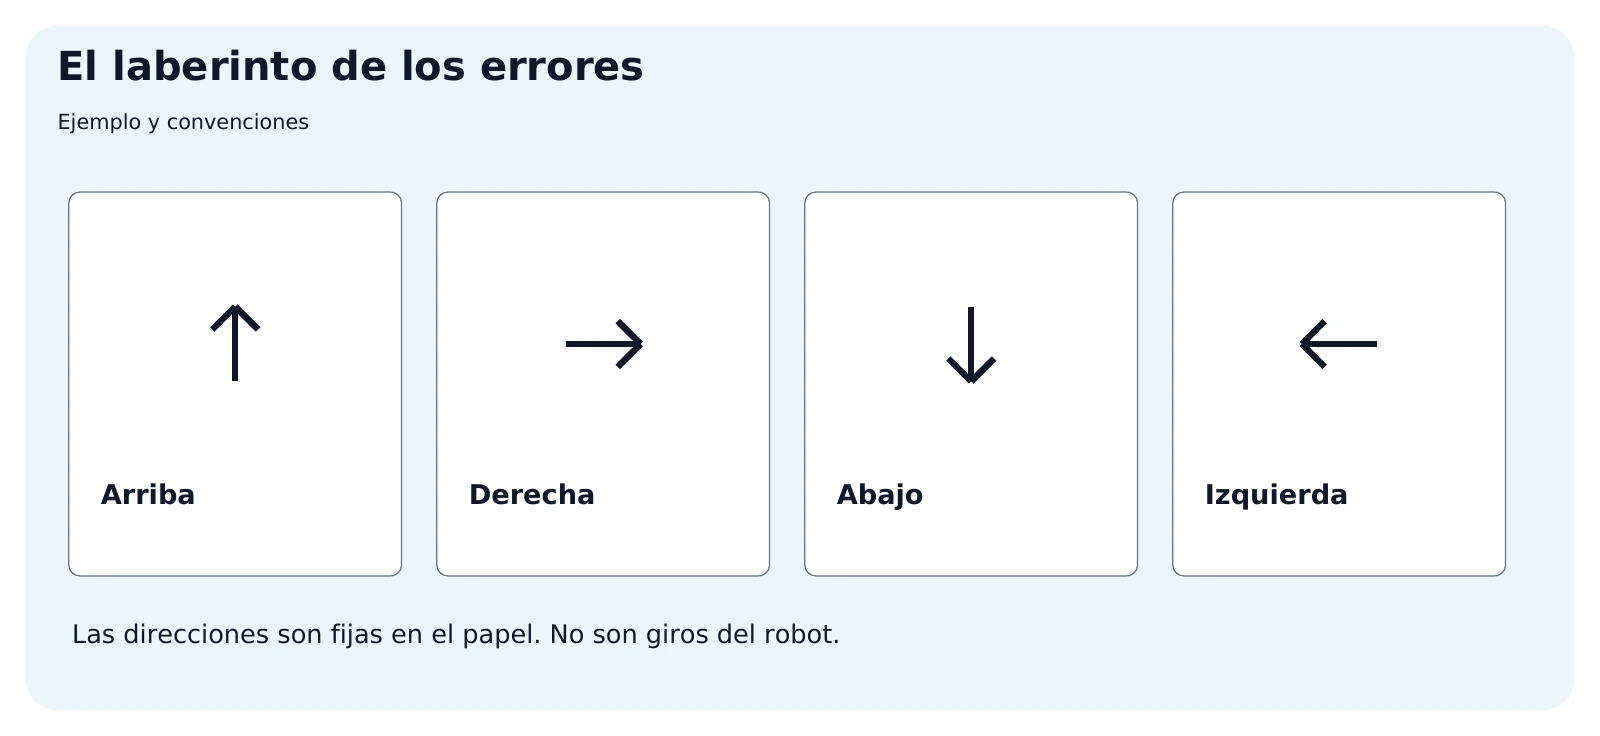 El laberinto de los errores
Ejemplo y convenciones
Arriba
Derecha
Abajo
Izquierda
Las direcciones son fijas en el papel. No son giros del robot.